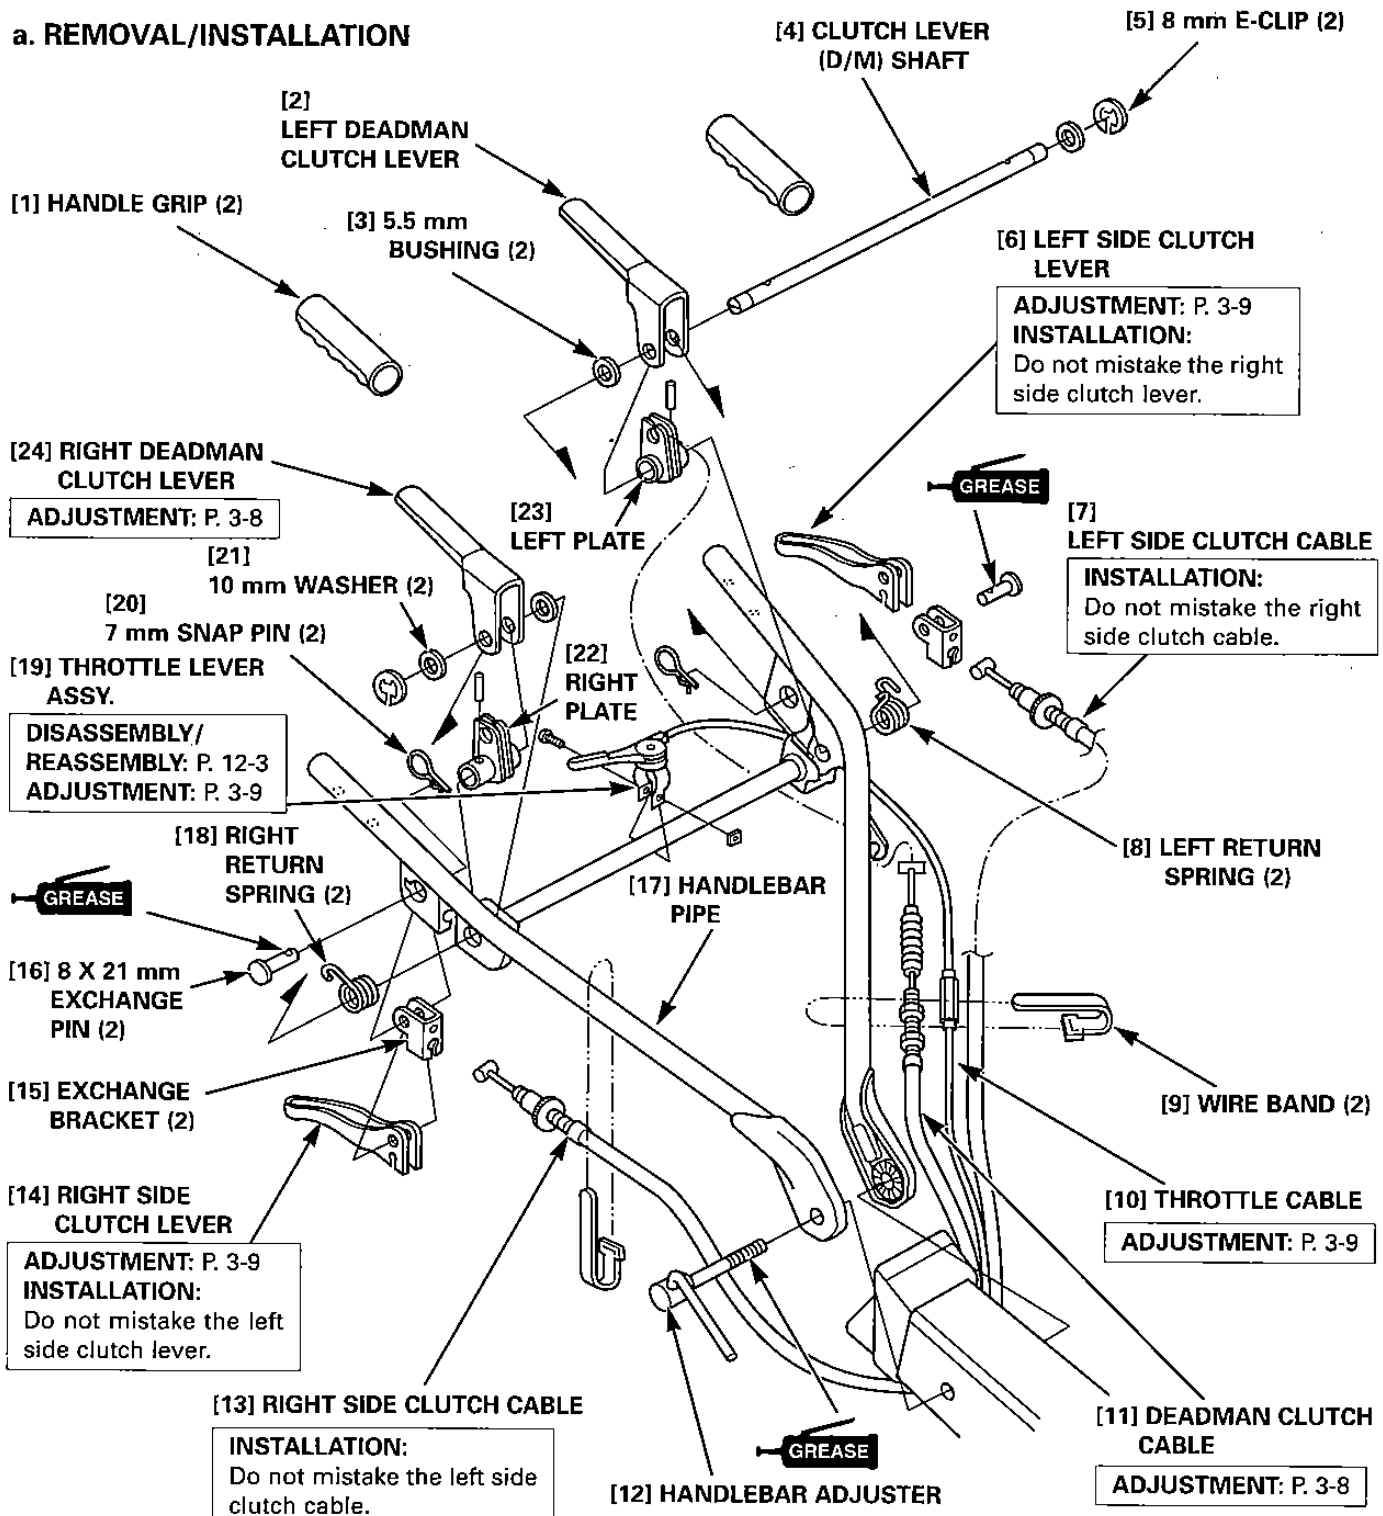 a. REMOVAL/INSTALLATION
[4] CLUTCH LEVER
(D/M) SHAFT
[5] 8 mm E-CLIP (2)
[2]
LEFT DEADMAN
CLUTCH LEVER
[1] HANDLE GRIP (2)
[3] 5.5 mm
BUSHING (2)
[6] LEFT SIDE CLUTCH
LEVER
ADJUSTMENT: P. 3-9
INSTALLATION:
Do not mistake the right
side clutch lever.
[24] RIGHT DEADMAN
CLUTCH LEVER
ADJUSTMENT: P. 3-8
[23]
LEFT PLATE
GREASE
[7]
LEFT SIDE CLUTCH CABLE
INSTALLATION:
Do not mistake the right
side clutch cable.
[21]
10 mm WASHER (2)
[20]
7 mm SNAP PIN (2)
[19] THROTTLE LEVER
ASSY.
DISASSEMBLY/
REASSEMBLY: P. 12-3
ADJUSTMENT: P. 3-9
[22]
RIGHT
PLATE
[18] RIGHT
RETURN
SPRING (2)
[8] LEFT RETURN
SPRING (2)
[17] HANDLEBAR
PIPE
GREASE
[16] 8 X 21 mm
EXCHANGE
PIN (2)
[15] EXCHANGE
BRACKET (2)
[9] WIRE BAND (2)
[14] RIGHT SIDE
CLUTCH LEVER
ADJUSTMENT: P. 3-9
INSTALLATION:
Do not mistake the left
side clutch lever.
[10] THROTTLE CABLE
ADJUSTMENT: P. 3-9
[13] RIGHT SIDE CLUTCH CABLE
INSTALLATION:
Do not mistake the left side
clutch cable.
GREASE
[12] HANDLEBAR ADJUSTER
[11] DEADMAN CLUTCH
CABLE
ADJUSTMENT: P. 3-8